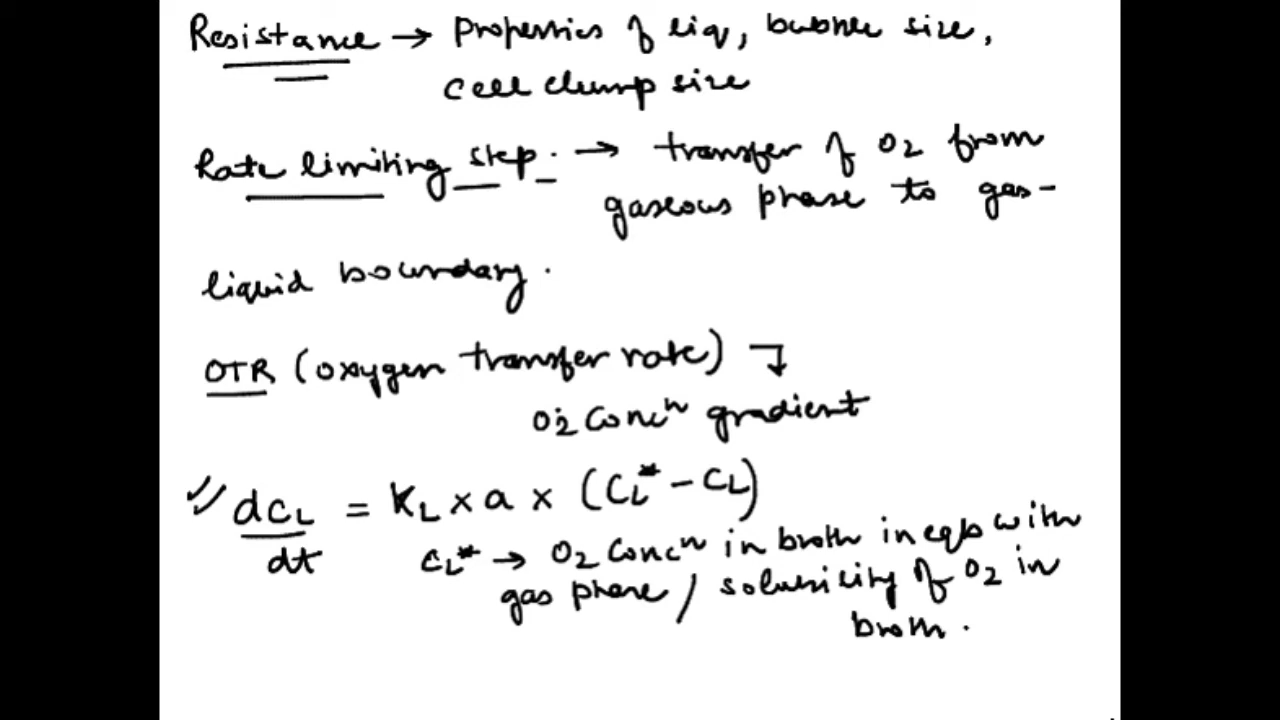 Resistance → Properties of liq, bubble size,
cell clump size
Rate limiting step. → transfer of O2 from
gaseous phase to gas-
liquid boundary.
OTR (oxygen transfer rate) ↴
O2 Concⁿ gradient
dCL/dt = KL × a × (CL* - CL)
CL* → O2 Concⁿ in broth in eqb with
gas phase / solubility of O2 in
broth.